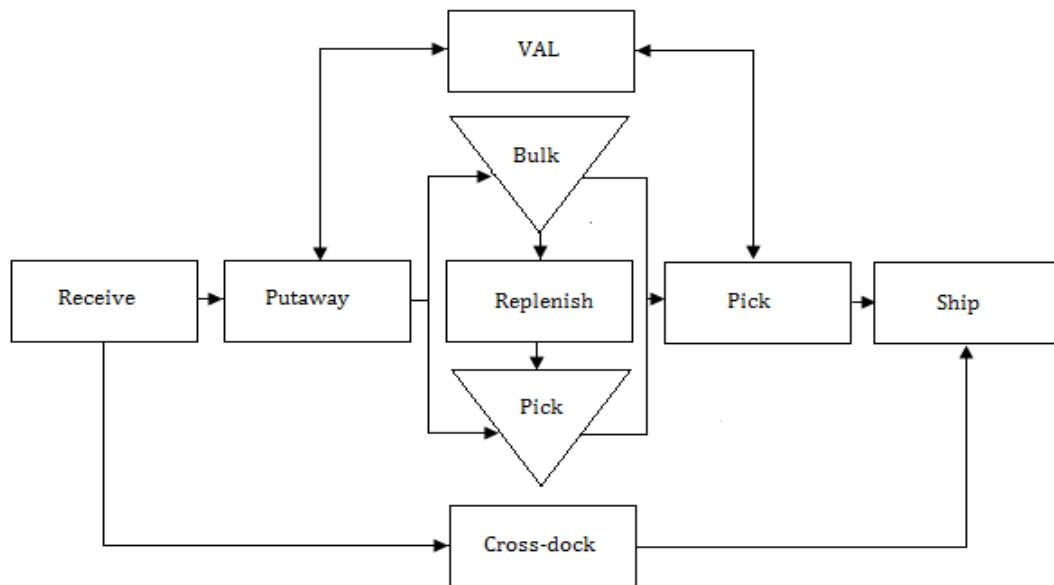 VAL
Bulk
Receive
Putaway
Replenish
Pick
Ship
Pick
Cross-dock